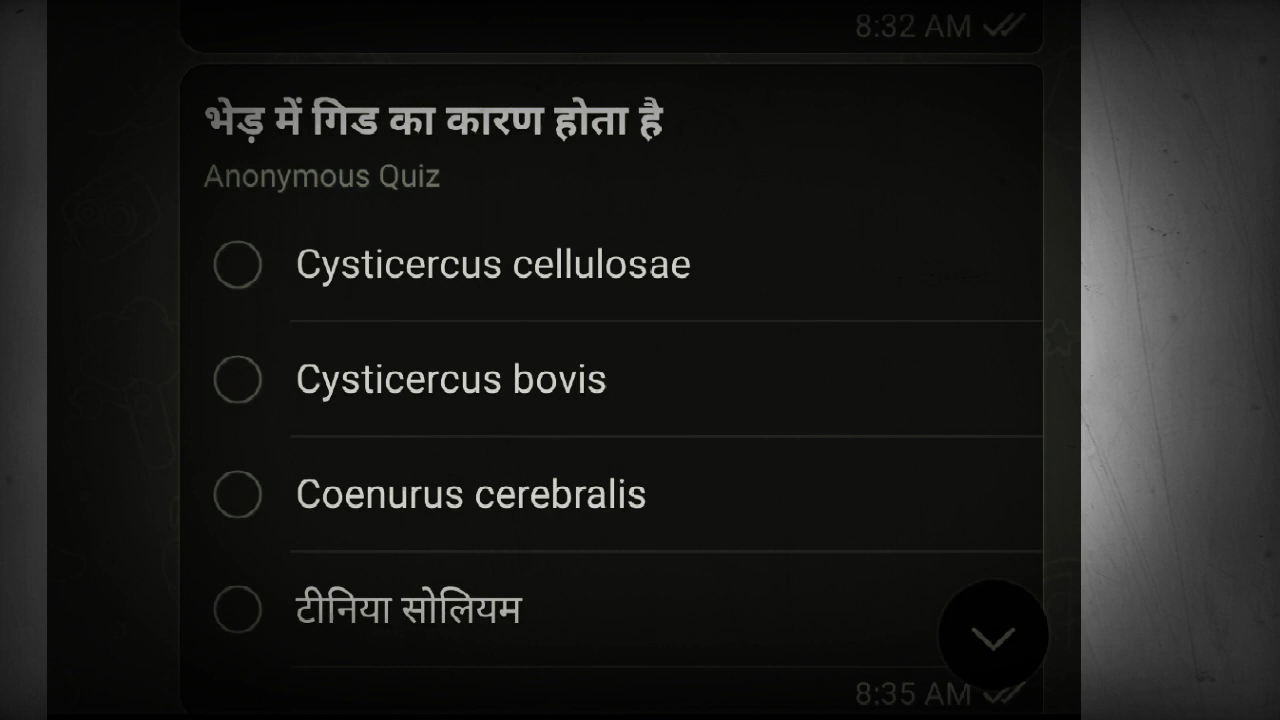 8:32 AM
भेड़ में गिड का कारण होता है
Anonymous Quiz
Cysticercus cellulosae
Cysticercus bovis
Coenurus cerebralis
टीनिया सोलियम
8:35 AM